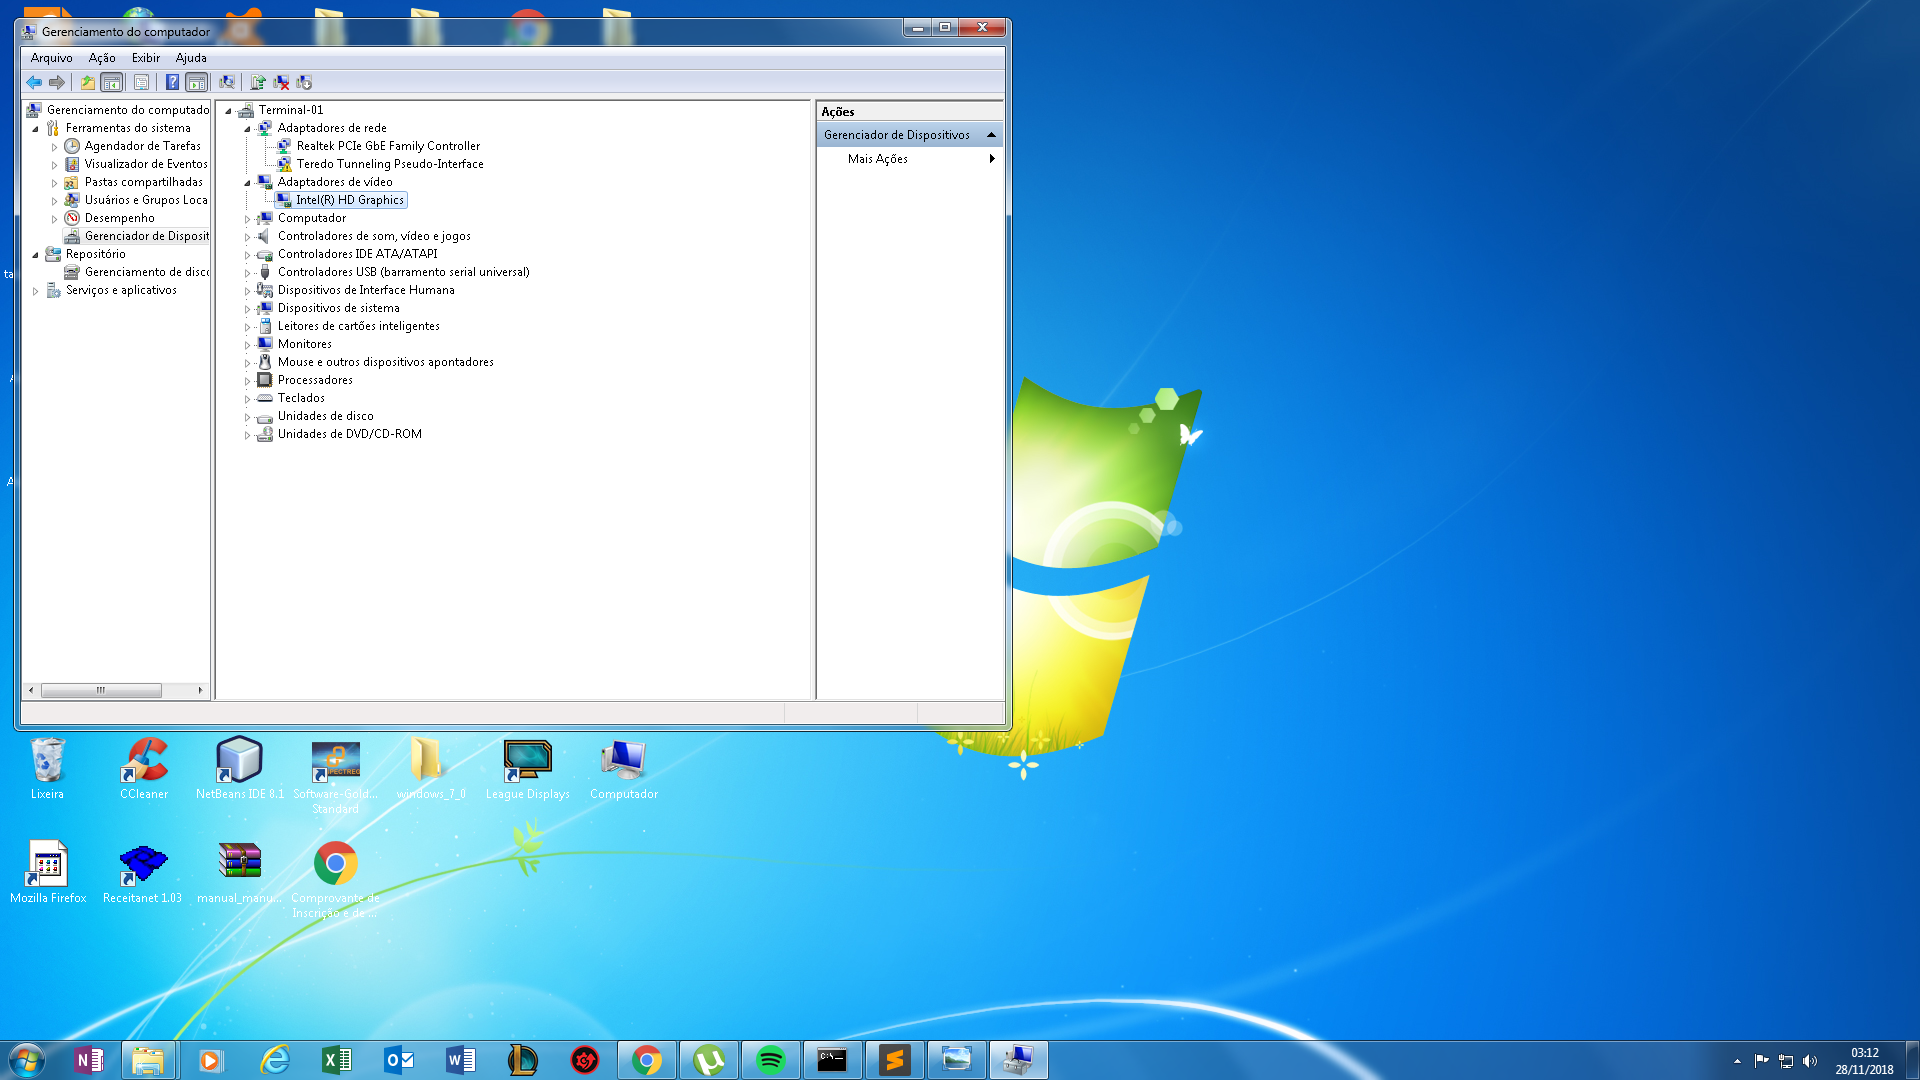 Gerenciamento do computador
Arquivo Ação Exibir Ajuda
Gerenciamento do computado
Ferramentas do sistema
Agendador de Tarefas
Visualizador de Eventos
Pastas compartilhadas
Usuários e Grupos Loca
Desempenho
Gerenciador de Disposit
Repositório
Gerenciamento de disco
Serviços e aplicativos
Terminal-01
Adaptadores de rede
Realtek PCIe GbE Family Controller
Teredo Tunneling Pseudo-Interface
Adaptadores de vídeo
Intel(R) HD Graphics
Computador
Controladores de som, vídeo e jogos
Controladores IDE ATA/ATAPI
Controladores USB (barramento serial universal)
Dispositivos de Interface Humana
Dispositivos de sistema
Leitores de cartões inteligentes
Monitores
Mouse e outros dispositivos apontadores
Processadores
Teclados
Unidades de disco
Unidades de DVD/CD-ROM
Ações
Gerenciador de Dispositivos
Mais Ações
Lixeira
CCleaner
NetBeans IDE 8.1
Software-Gold...
Standard
windows_7_0
League Displays
Computador
Mozilla Firefox
Receitanet 1.03
manual_manu...
Comprovante de
Inscrição e de ...
03:12
28/11/2018